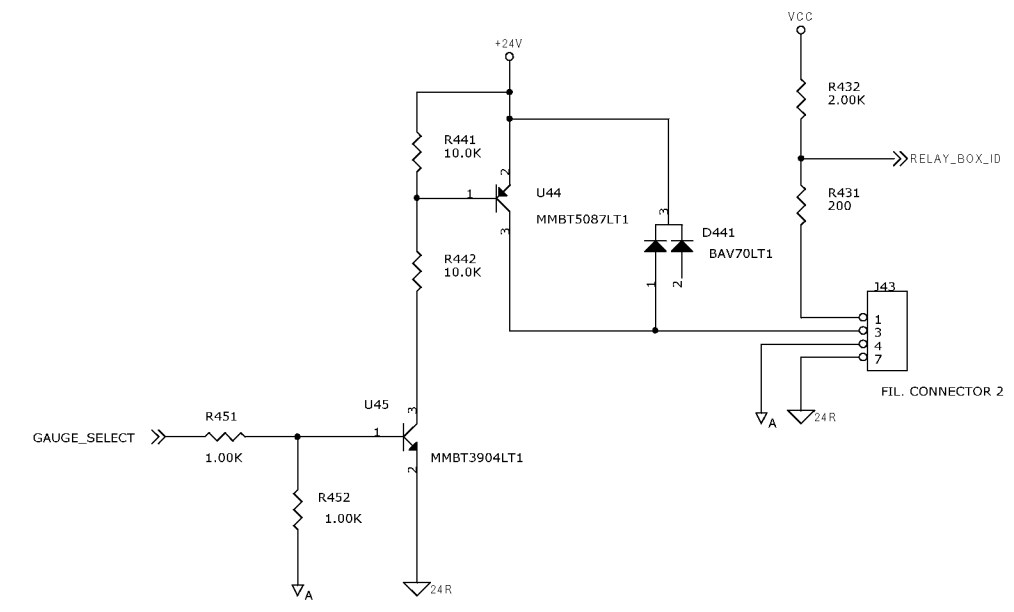 VCC
+24V
R432
2.00K
R441
10.0K
RELAY_BOX_ID
2
1
U44
R431
200
MMBT5087LT1
3
3
D441
BAV70LT1
R442
10.0K
1
2
J43
1
3
4
7
FIL. CONNECTOR 2
U45
3
R451
A
24R
GAUGE_SELECT
1
1.00K
MMBT3904LT1
2
R452
1.00K
A
24R